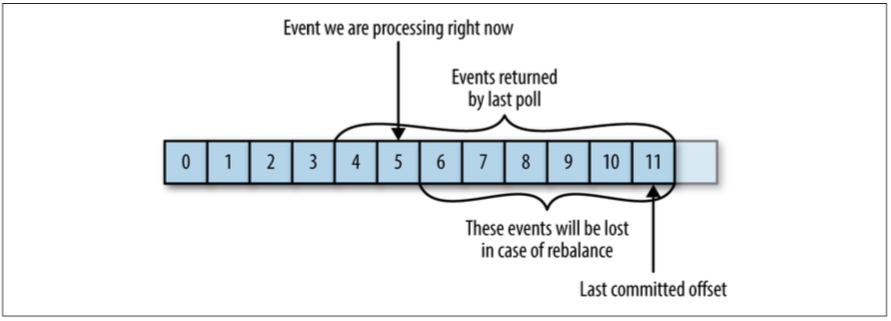 Event we are processing right now
Events returned
by last poll
0 1 2 3 4 5 6 7 8 9 10 11
These events will be lost
in case of rebalance
Last committed offset